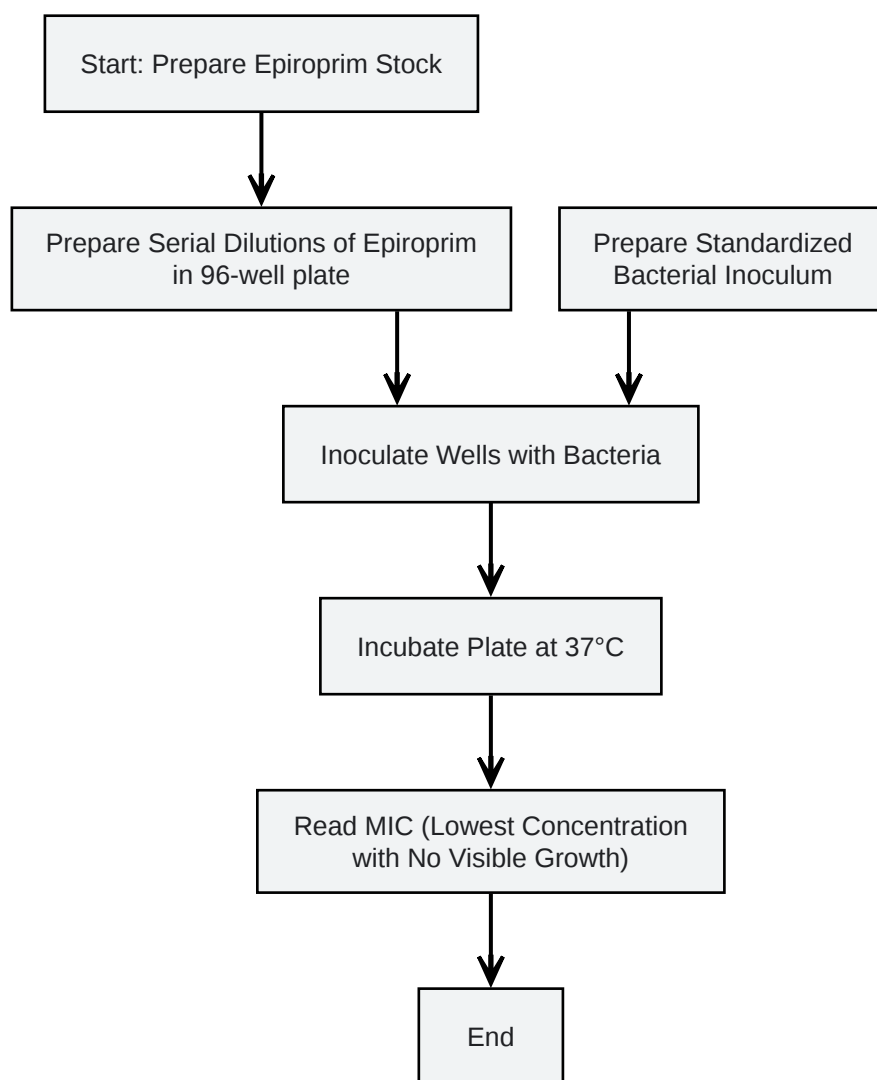 Start: Prepare Epiroprim Stock
Prepare Serial Dilutions of Epiroprim
in 96-well plate
Prepare Standardized
Bacterial Inoculum
Inoculate Wells with Bacteria
Incubate Plate at 37°C
Read MIC (Lowest Concentration
with No Visible Growth)
End